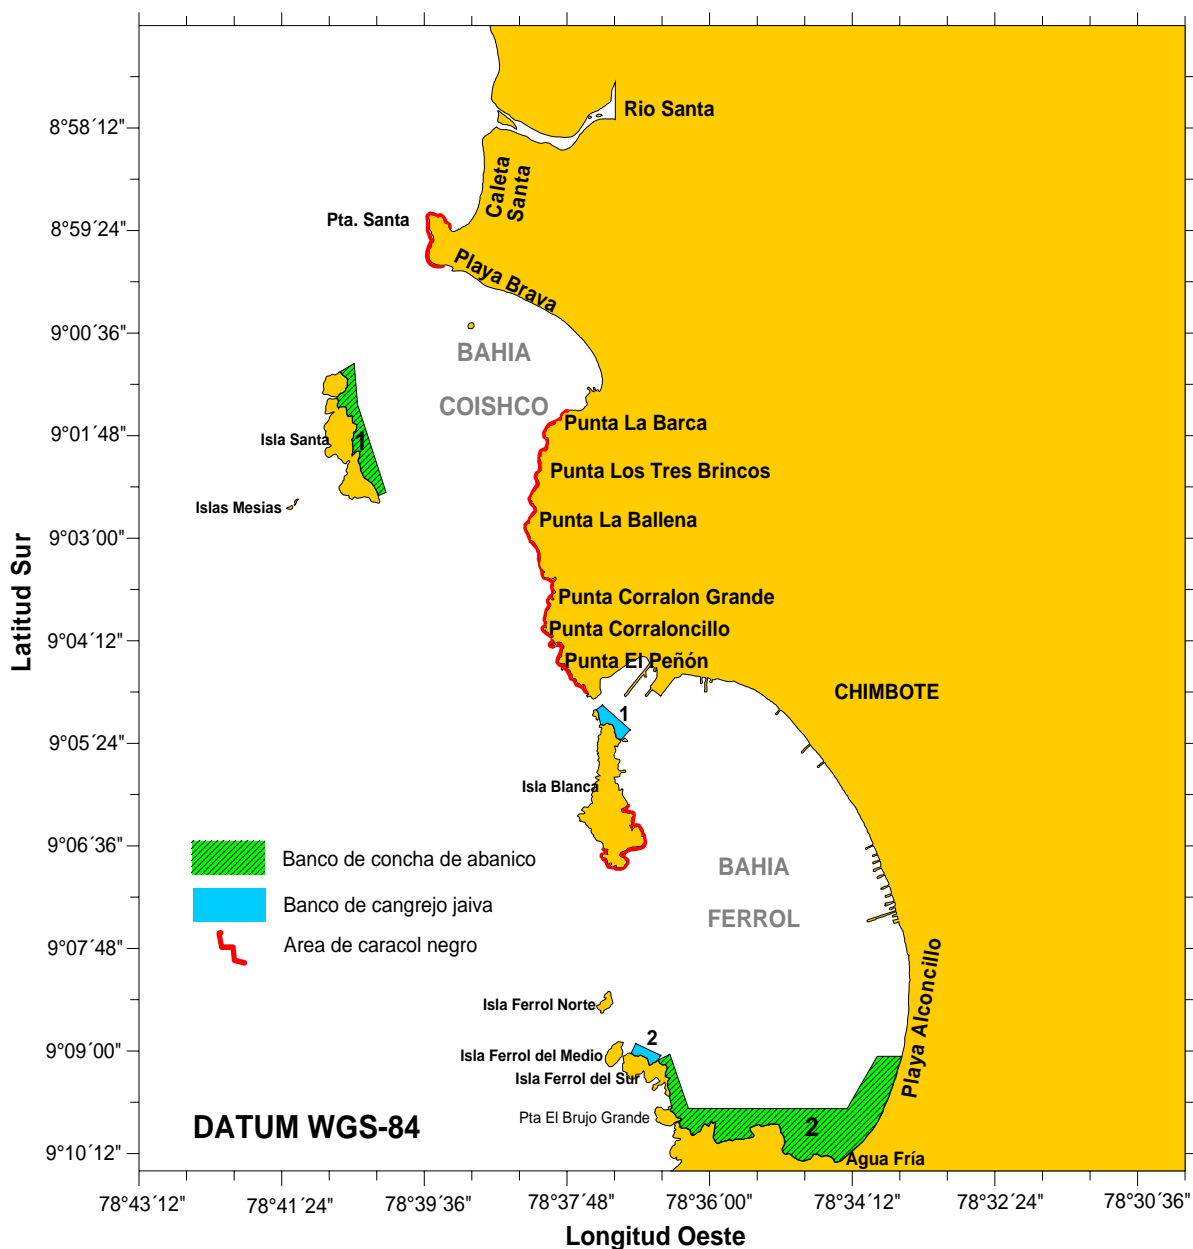 Rio Santa
8°58´12"
Caleta
Santa
Pta. Santa
8°59´24"
Playa Brava
9°00´36"
BAHIA
COISHCO
Punta La Barca
9°01´48"
Isla Santa
1
Punta Los Tres Brincos
Islas Mesias
Punta La Ballena
9°03´00"
Latitud Sur
Punta Corralon Grande
Punta Corraloncillo
9°04´12"
Punta El Peñón
CHIMBOTE
1
9°05´24"
Isla Blanca
9°06´36"
Banco de concha de abanico
BAHIA
FERROL
Banco de cangrejo jaiva
Area de caracol negro
9°07´48"
Playa Alconcillo
Isla Ferrol Norte
2
9°09´00"
Isla Ferrol del Medio
Isla Ferrol del Sur
Pta El Brujo Grande
DATUM WGS-84
2
9°10´12"
Agua Fría
78°43´12"
78°41´24"
78°39´36"
78°37´48"
78°36´00"
78°34´12"
78°32´24"
78°30´36"
Longitud Oeste